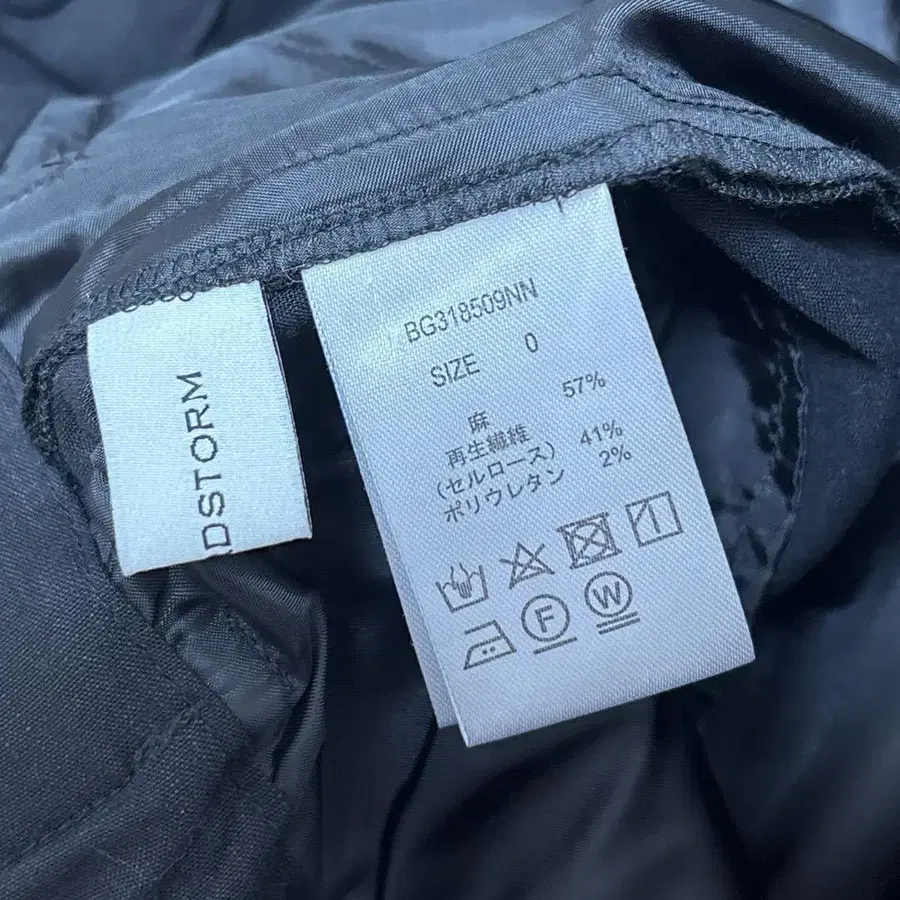 DSTORM
BG318509NN
SIZE 0
麻 57%
再生繊維
(セルロース) 41%
ポリウレタン 2%
F W